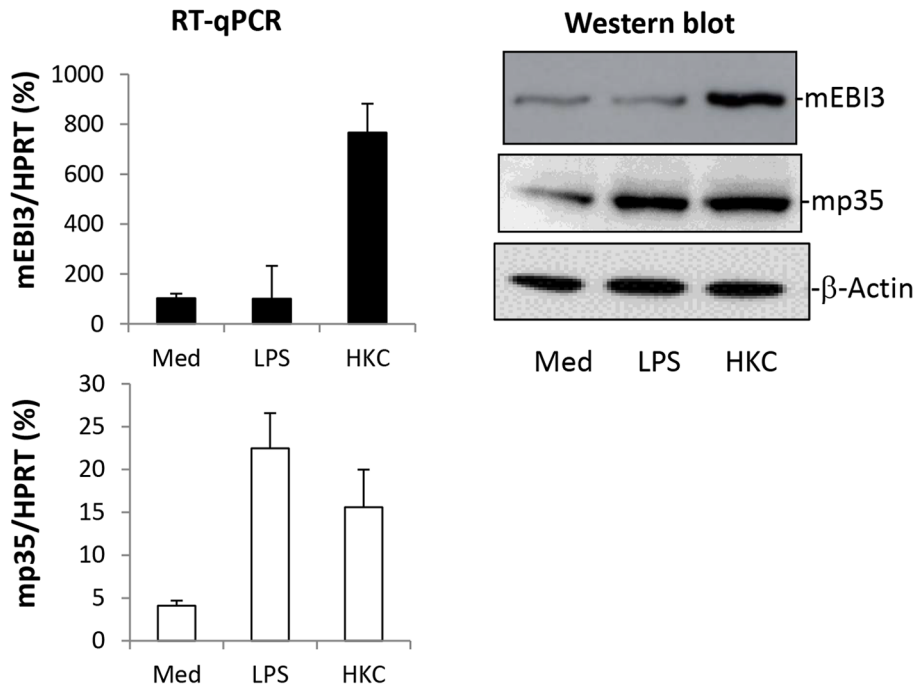 RT-qPCR
mEBI3/HPRT (%)
1000
800
600
400
200
0
Med LPS HKC
mp35/HPRT (%)
30
25
20
15
10
5
0
Med LPS HKC
Western blot
-mEBI3
-mp35
-β-Actin
Med LPS HKC